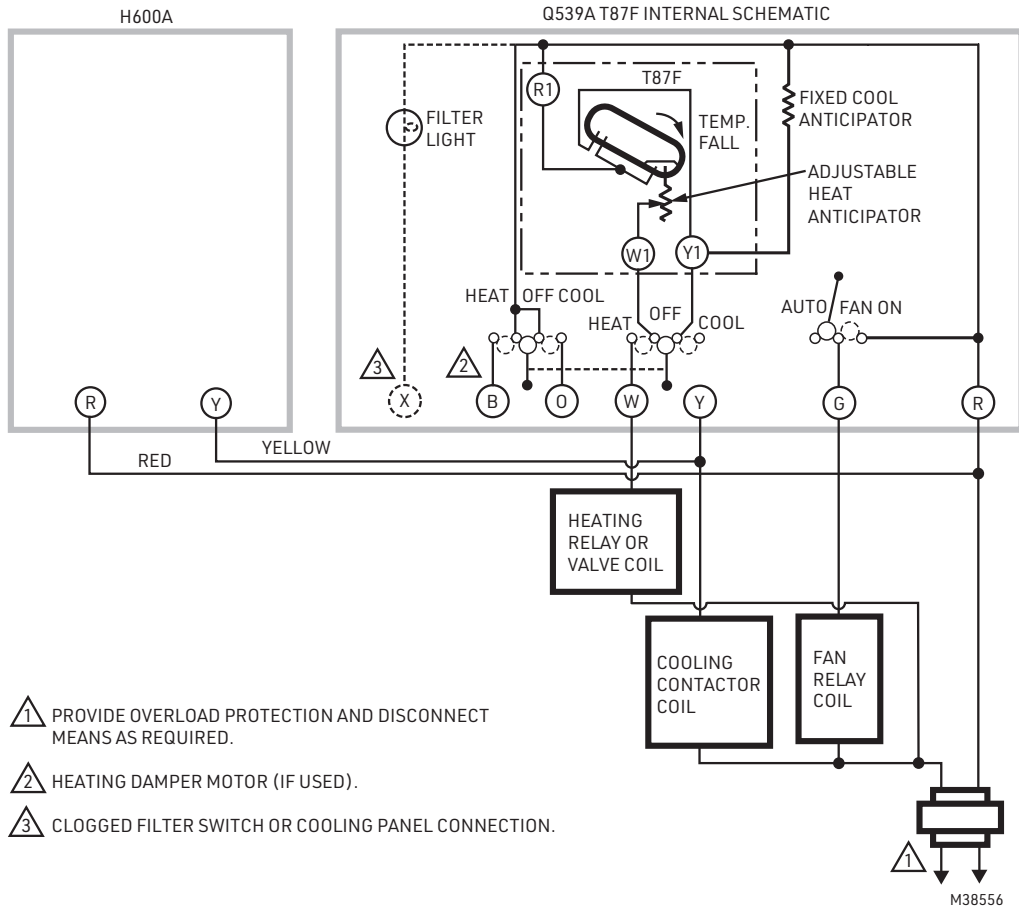 H600A
Q539A T87F INTERNAL SCHEMATIC
R1
T87F
FILTER
LIGHT
TEMP.
FALL
FIXED COOL
ANTICIPATOR
ADJUSTABLE
HEAT
ANTICIPATOR
W1
Y1
HEAT OFF COOL
HEAT OFF COOL
AUTO FAN ON
3
2
R
Y
X
B
O
W
Y
G
R
YELLOW
RED
HEATING
RELAY OR
VALVE COIL
COOLING
CONTACTOR
COIL
FAN
RELAY
COIL
1 PROVIDE OVERLOAD PROTECTION AND DISCONNECT
MEANS AS REQUIRED.
2 HEATING DAMPER MOTOR (IF USED).
3 CLOGGED FILTER SWITCH OR COOLING PANEL CONNECTION.
1
M38556